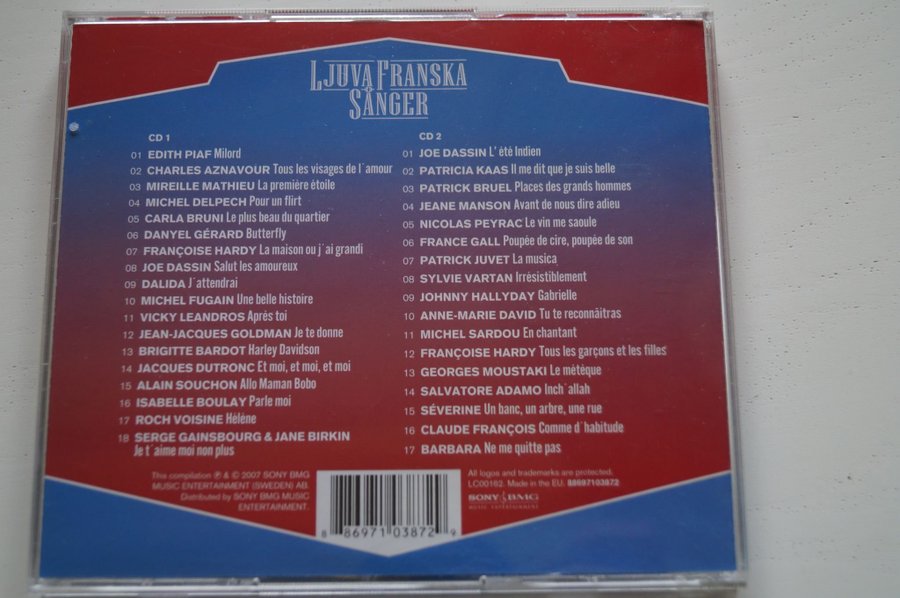 LJUVA FRANSKA
SÅNGER
CD 1
01 EDITH PIAF Milord
02 CHARLES AZNAVOUR Tous les visages de l´amour
03 MIREILLE MATHIEU La première étoile
04 MICHEL DELPECH Pour un flirt
05 CARLA BRUNI Le plus beau du quartier
06 DANYEL GÉRARD Butterfly
07 FRANÇOISE HARDY La maison ou j´ai grandi
08 JOE DASSIN Salut les amoureux
09 DALIDA J´attendrai
10 MICHEL FUGAIN Une belle histoire
11 VICKY LEANDROS Après toi
12 JEAN-JACQUES GOLDMAN Je te donne
13 BRIGITTE BARDOT Harley Davidson
14 JACQUES DUTRONC Et moi, et moi, et moi
15 ALAIN SOUCHON Allo Maman Bobo
16 ISABELLE BOULAY Parle moi
17 ROCH VOISINE Hélène
18 SERGE GAINSBOURG & JANE BIRKIN
Je t´aime moi non plus
CD 2
01 JOE DASSIN L´été Indien
02 PATRICIA KAAS Il me dit que je suis belle
03 PATRICK BRUEL Places des grands hommes
04 JEANE MANSON Avant de nous dire adieu
05 NICOLAS PEYRAC Le vin me saoule
06 FRANCE GALL Poupée de cire, poupée de son
07 PATRICK JUVET La musica
08 SYLVIE VARTAN Irrésistiblement
09 JOHNNY HALLYDAY Gabrielle
10 ANNE-MARIE DAVID Tu te reconnâitras
11 MICHEL SARDOU En chantant
12 FRANÇOISE HARDY Tous les garçons et les filles
13 GEORGES MOUSTAKI Le métèque
14 SALVATORE ADAMO Inch´allah
15 SÉVERINE Un banc, un arbre, une rue
16 CLAUDE FRANÇOIS Comme d´habitude
17 BARBARA Ne me quitte pas
This compilation ℗ & © 2007 SONY BMG
MUSIC ENTERTAINMENT (SWEDEN) AB.
Distributed by SONY BMG MUSIC
ENTERTAINMENT.
8 86971 03872 9
All logos and trademarks are protected.
LC00162. Made in the EU. 88697103872
SONY BMG
MUSIC ENTERTAINMENT